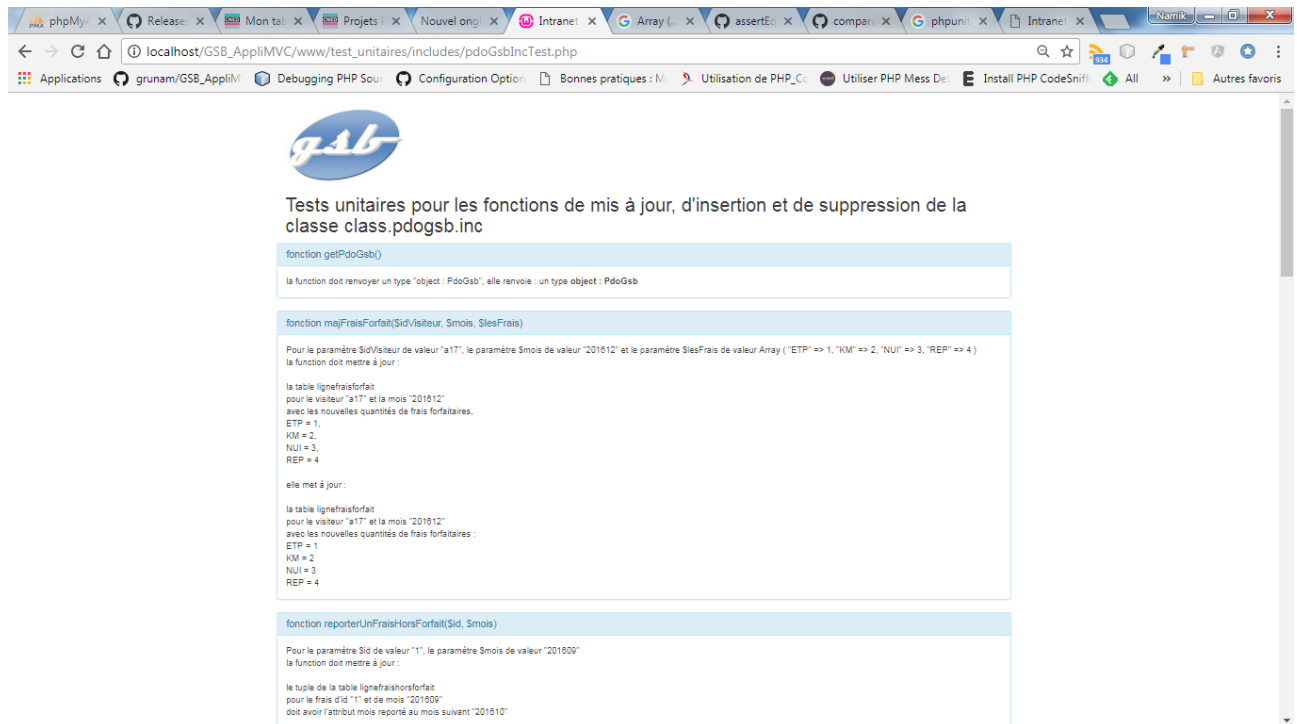 phpMy
Release
Mon tal
Projets
Nouvel ong
Intranet
Array (
assertEq
compar
phpunit
Intranet
Namik
localhost/GSB_AppliMVC/www/test_unitaires/includes/pdoGsbIncTest.php
934
Applications
grunam/GSB_AppliM
Debugging PHP Sour
Configuration Option
Bonnes pratiques : M
Utilisation de PHP_Co
Utiliser PHP Mess De
Install PHP CodeSniff
All
»
Autres favoris
gsb
Tests unitaires pour les fonctions de mis à jour, d'insertion et de suppression de la
classe class.pdogsb.inc
fonction getPdoGsb()
la function doit renvoyer un type "object : PdoGsb", elle renvoie : un type object : PdoGsb
fonction majFraisForfait($idVisiteur, $mois, $lesFrais)
Pour le paramètre $idVisiteur de valeur "a17", le paramètre $mois de valeur "201612" et le paramètre $lesFrais de valeur Array ( "ETP" => 1, "KM" => 2, "NUI" => 3, "REP" => 4 )
la function doit mettre à jour :
la table lignefraisforfait
pour le visiteur "a17" et la mois "201612"
avec les nouvelles quantités de frais forfaitaires,
ETP = 1,
KM = 2,
NUI = 3,
REP = 4
elle met à jour :
la table lignefraisforfait
pour le visiteur "a17" et la mois "201612"
avec les nouvelles quantités de frais forfaitaires :
ETP = 1
KM = 2
NUI = 3
REP = 4
fonction reporterUnFraisHorsForfait($id, $mois)
Pour le paramètre $id de valeur "1", le paramètre $mois de valeur "201609"
la function doit mettre à jour :
le tuple de la table lignefraishorsforfait
pour le frais d'id "1" et de mois "201609"
doit avoir l'attribut mois reporté au mois suivant "201610"